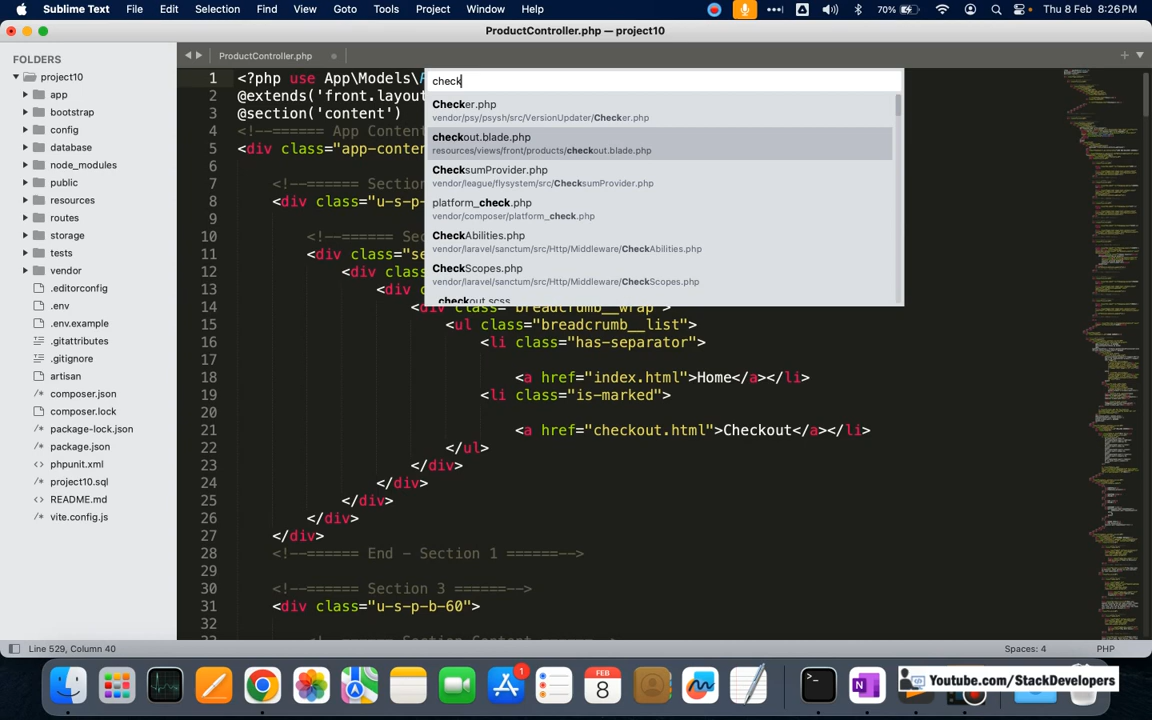 Sublime Text File Edit Selection Find View Goto Tools Project Window Help 70% Thu 8 Feb 8:26 PM
ProductController.php — project10
FOLDERS
project10
app
bootstrap
config
database
node_modules
public
resources
routes
storage
tests
vendor
.editorconfig
.env
.env.example
.gitattributes
.gitignore
artisan
composer.json
composer.lock
package-lock.json
package.json
phpunit.xml
project10.sql
README.md
vite.config.js
ProductController.php
check
Checker.php
vendor/psy/psysh/src/VersionUpdater/Checker.php
checkout.blade.php
resources/views/front/products/checkout.blade.php
ChecksumProvider.php
vendor/league/flysystem/src/ChecksumProvider.php
platform_check.php
vendor/composer/platform_check.php
CheckAbilities.php
vendor/laravel/sanctum/src/Http/Middleware/CheckAbilities.php
CheckScopes.php
vendor/laravel/sanctum/src/Http/Middleware/CheckScopes.php
checkout.scss
1 <?php use App\Models\
2 @extends('front.layout
3 @section('content')
4 <!--====== App Conten
5 <div class="app-conter
6
7 <!--====== Section
8 <div class="u-s-p-
9
10 <!--====== Sec
11 <div class="se
12 <div class
13 <div c
14 <div class="breadcrumb__wrap">
15 <ul class="breadcrumb__list">
16 <li class="has-separator">
17
18 <a href="index.html">Home</a></li>
19 <li class="is-marked">
20
21 <a href="checkout.html">Checkout</a></li>
22 </ul>
23 </div>
24 </div>
25 </div>
26 </div>
27 </div>
28 <!--====== End - Section 1 ======-->
29
30 <!--====== Section 3 ======-->
31 <div class="u-s-p-b-60">
32
33 <!--====== Section Content ======-->
Line 529, Column 40 Spaces: 4 PHP
1
FEB
8
Youtube.com/StackDevelopers